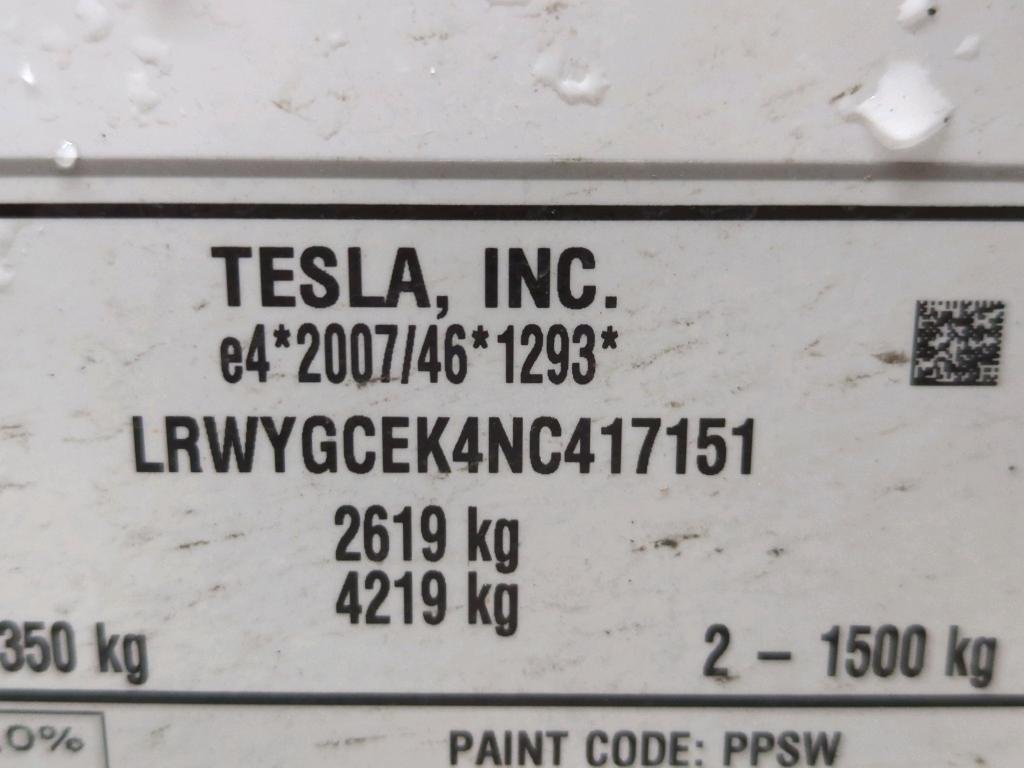 TESLA, INC.
e4*2007/46*1293*
LRWYGCEK4NC417151
2619 kg
4219 kg
350 kg 2 – 1500 kg
.0% PAINT CODE: PPSW